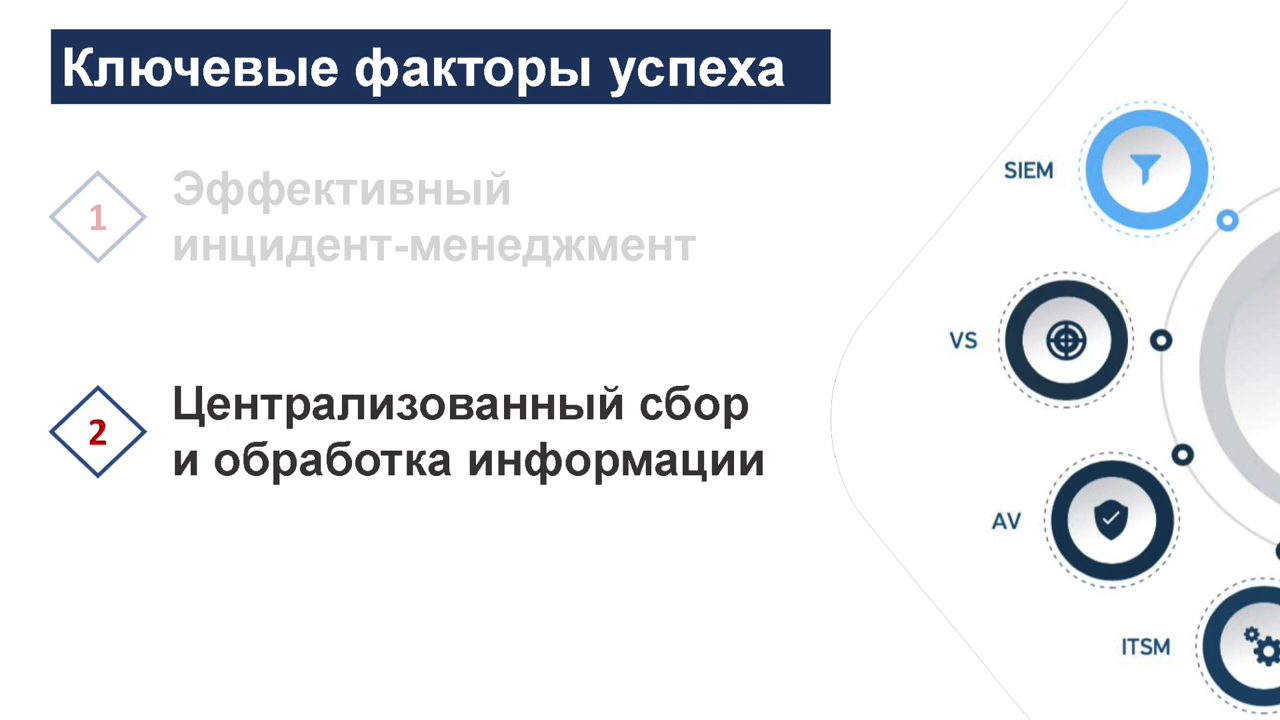 Ключевые факторы успеха
1
Эффективный
инцидент-менеджмент
2
Централизованный сбор
и обработка информации
SIEM
VS
AV
ITSM